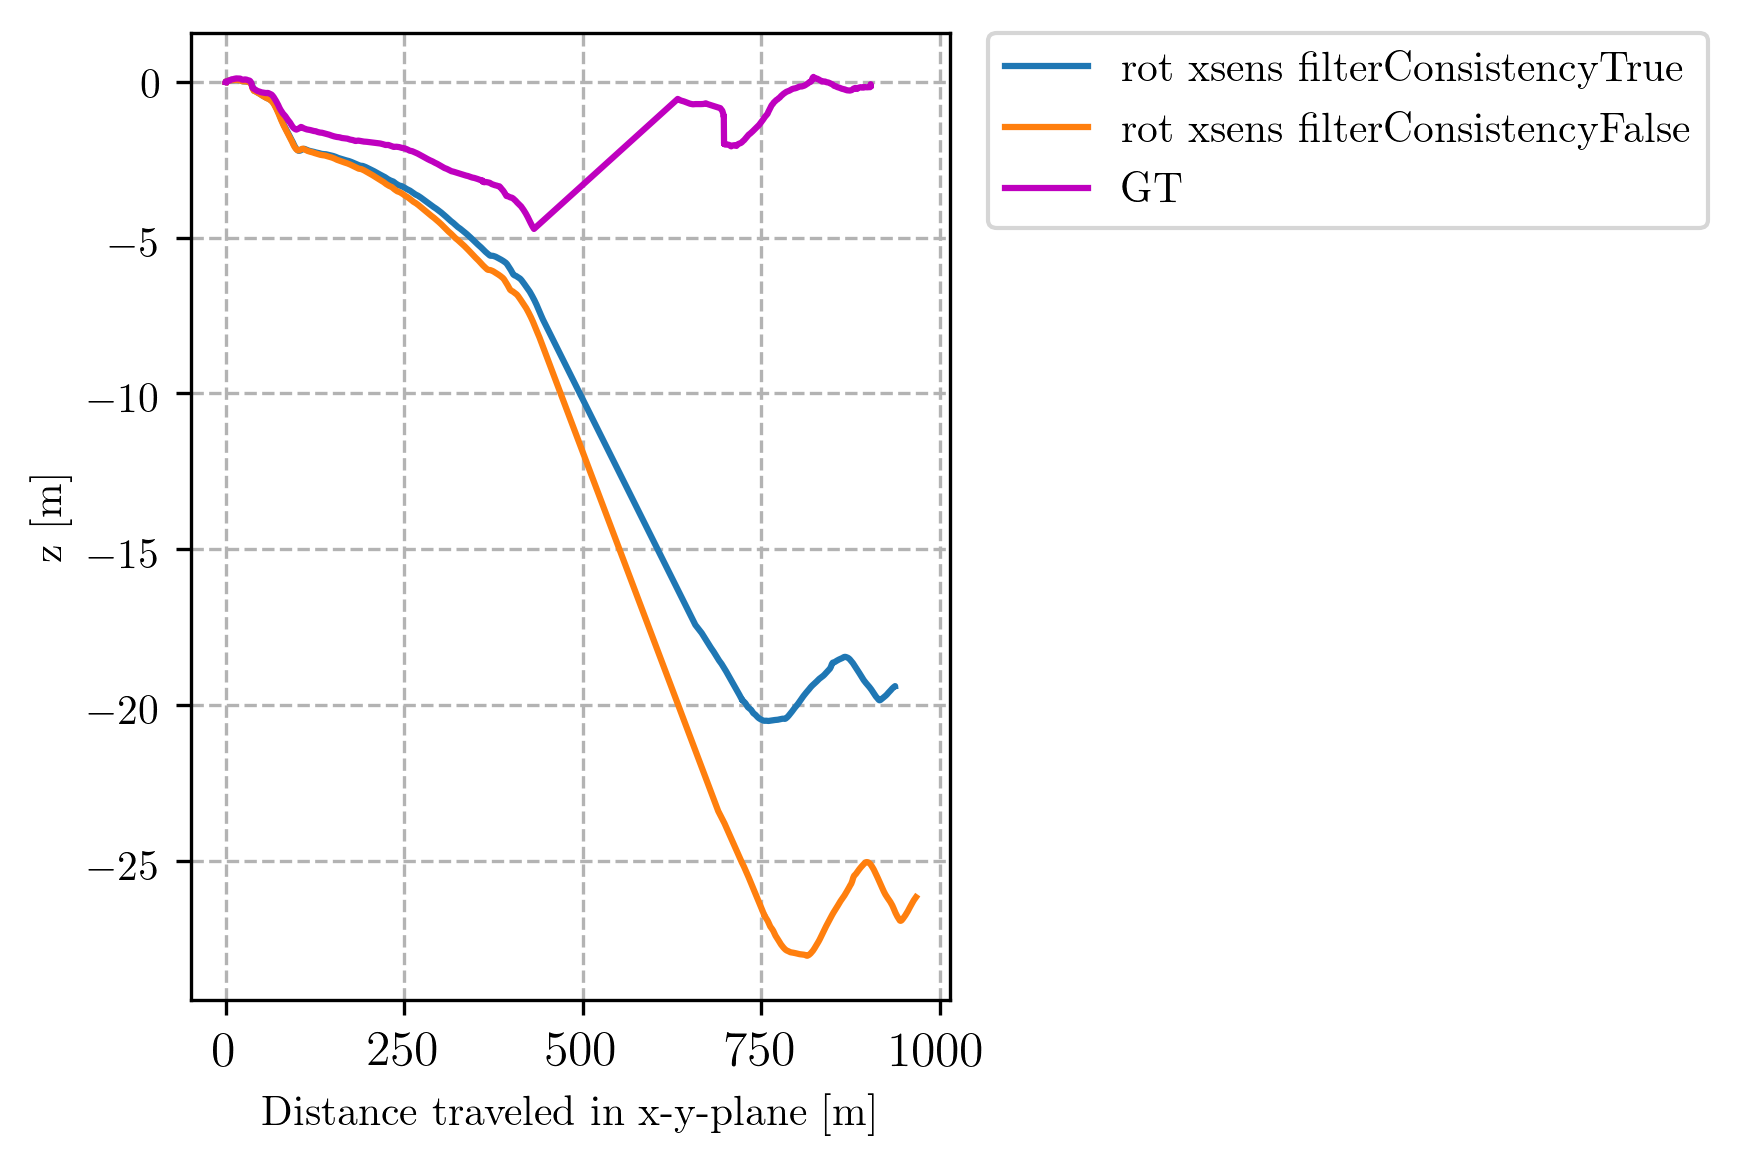 rot xsens filterConsistencyTrue
rot xsens filterConsistencyFalse
GT
0
−5
−10
−15
−20
−25
z [m]
0 250 500 750 1000
Distance traveled in x-y-plane [m]